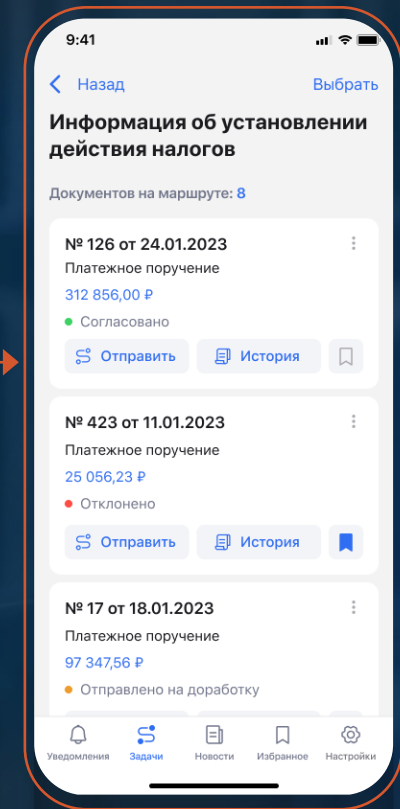 9:41
Назад
Выбрать
Информация об установлении
действия налогов
Документов на маршруте: 8
№ 126 от 24.01.2023
Платежное поручение
312 856,00 ₽
Согласовано
Отправить
История
№ 423 от 11.01.2023
Платежное поручение
25 056,23 ₽
Отклонено
Отправить
История
№ 17 от 18.01.2023
Платежное поручение
97 347,56 ₽
Отправлено на доработку
Уведомления
Задачи
Новости
Избранное
Настройки